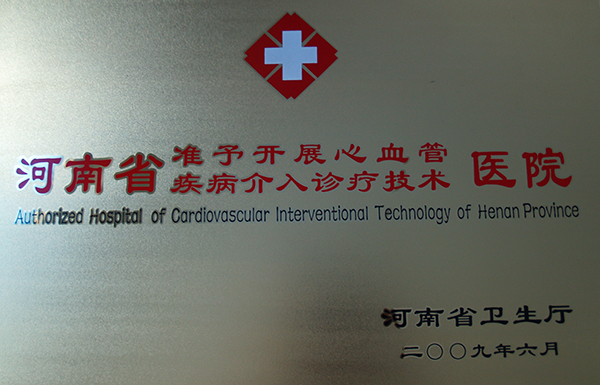 河南省准予开展心血管疾病介入诊疗技术医院
Authorized Hospital of Cardiovascular Interventional Technology of Henan Province
河南省卫生厅
二〇〇九年六月